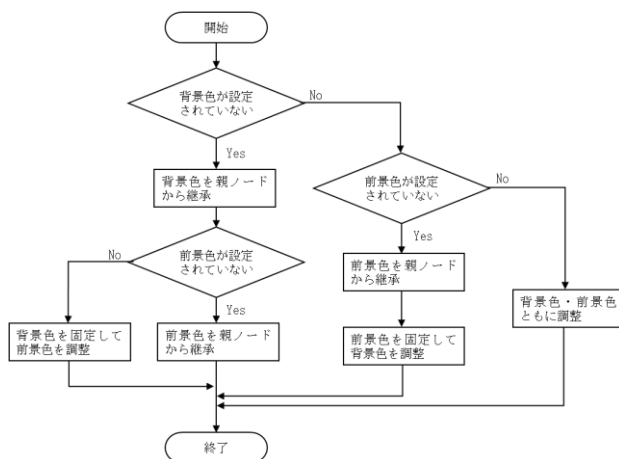 開始
背景色が設定
されていない
No
Yes
背景色を親ノード
から継承
前景色が設定
されていない
No
Yes
前景色が設定
されていない
No
Yes
前景色を親ノード
から継承
背景色を固定して
前景色を調整
前景色を親ノード
から継承
前景色を固定して
背景色を調整
背景色・前景色
ともに調整
終了